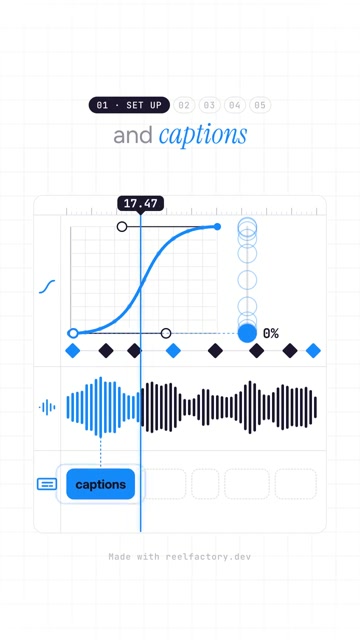 01 · SET UP 02 03 04 05
and captions
17.47
0%
captions
Made with reelfactory.dev